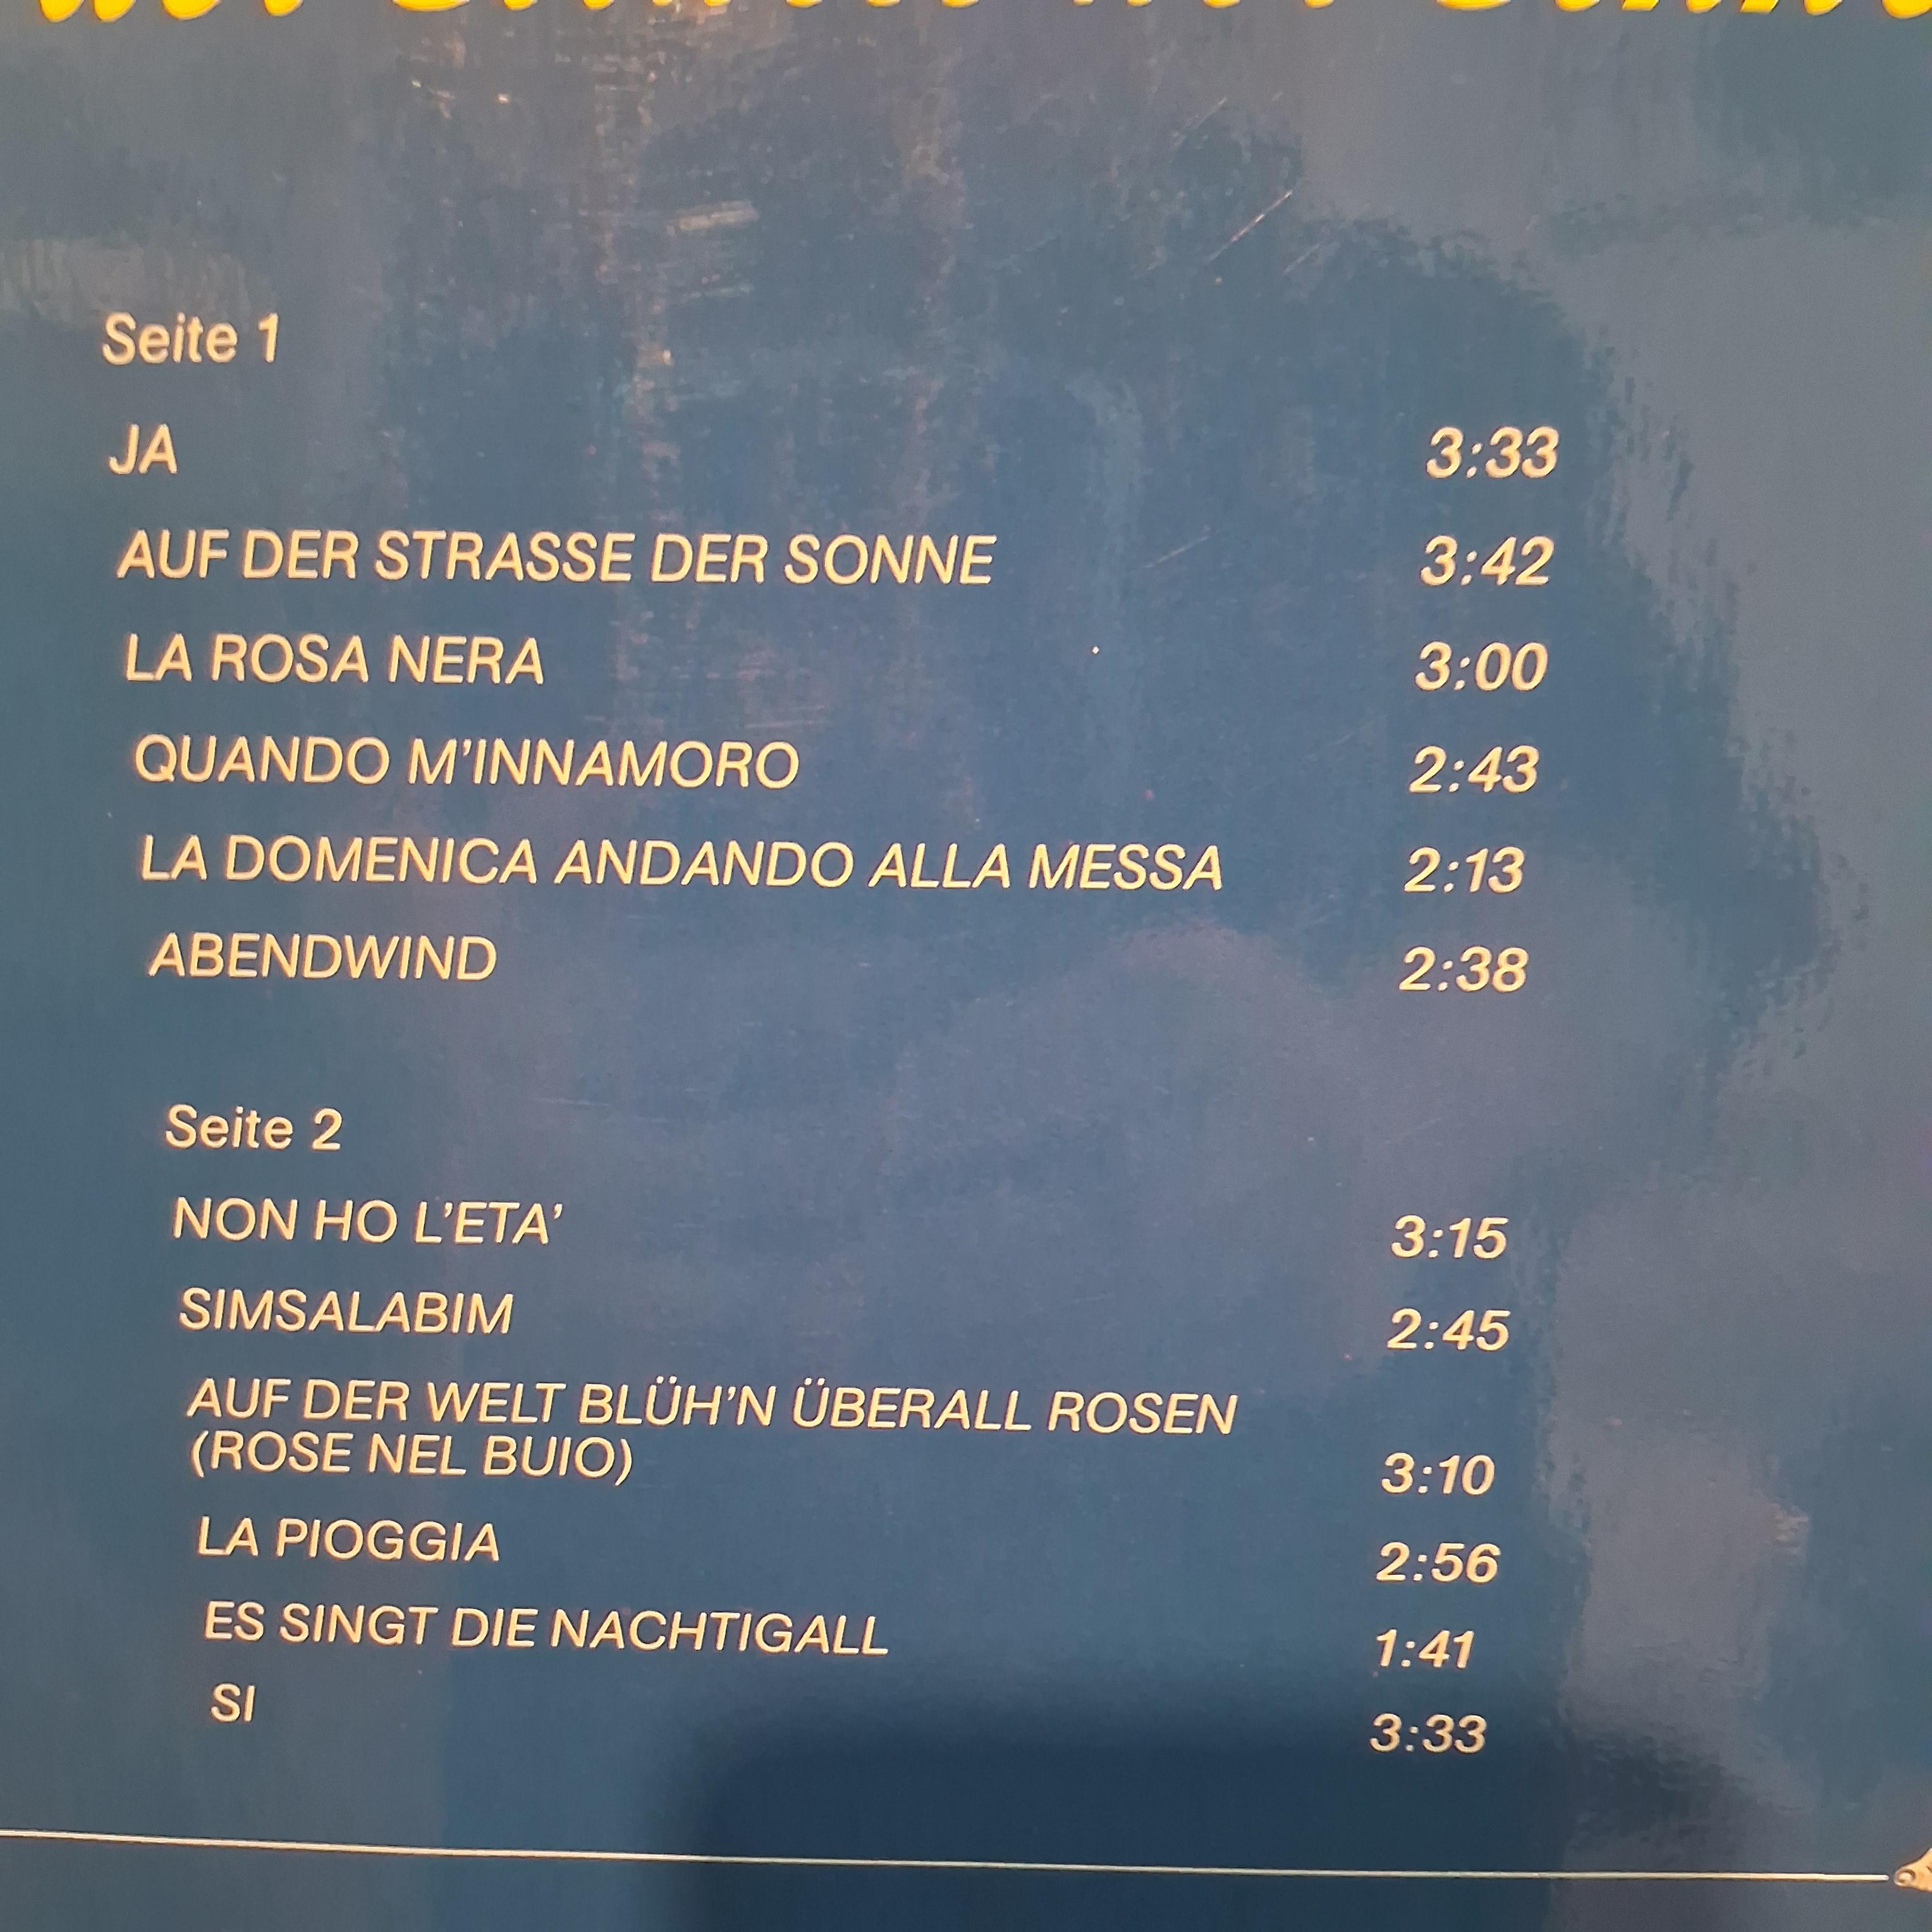 Seite 1
JA 3:33
AUF DER STRASSE DER SONNE 3:42
LA ROSA NERA 3:00
QUANDO M'INNAMORO 2:43
LA DOMENICA ANDANDO ALLA MESSA 2:13
ABENDWIND 2:38
Seite 2
NON HO L'ETA' 3:15
SIMSALABIM 2:45
AUF DER WELT BLÜH'N ÜBERALL ROSEN
(ROSE NEL BUIO) 3:10
LA PIOGGIA 2:56
ES SINGT DIE NACHTIGALL 1:41
SI 3:33